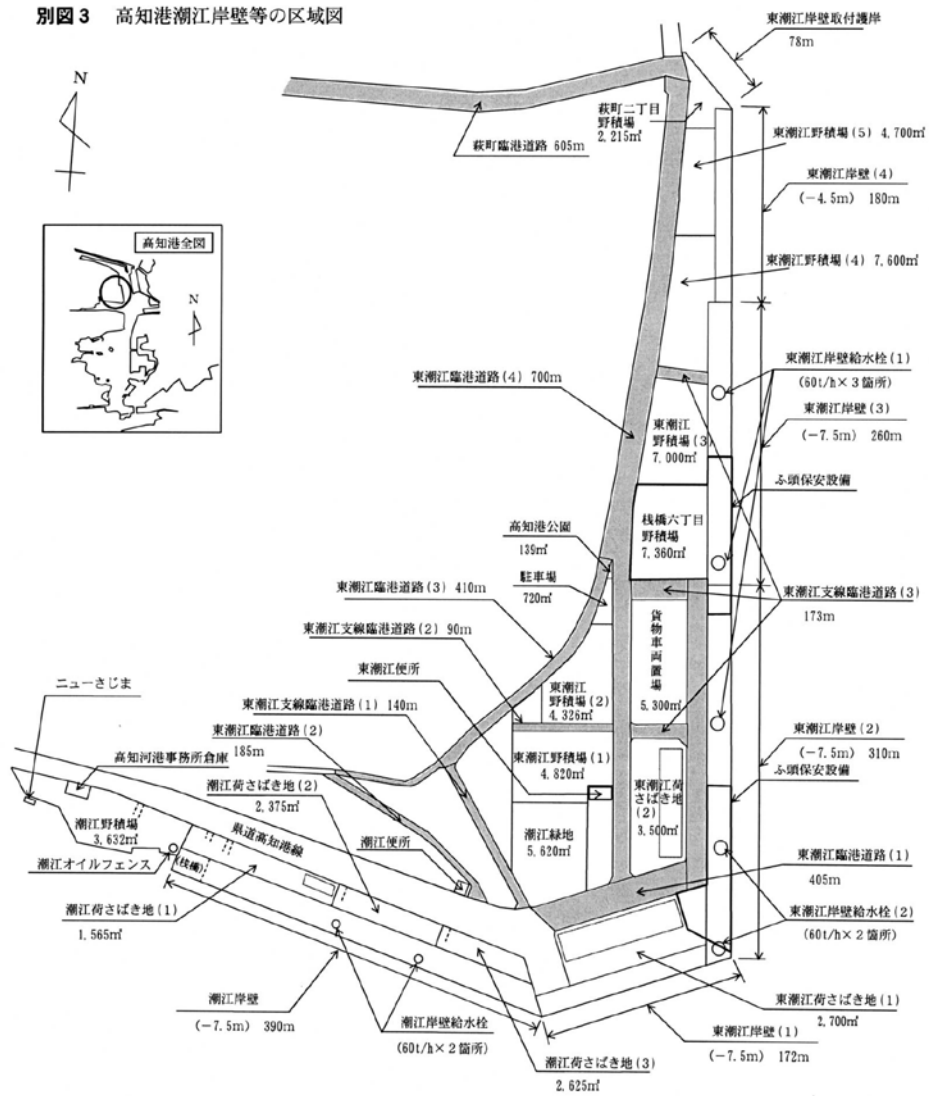 別図3 高知港潮江岸壁等の区域図
東潮江岸壁取付護岸
78m
N
萩町二丁目
野積場
2,215㎡
萩町臨港道路 605m
東潮江野積場(5) 4,700㎡
東潮江岸壁(4)
(−4.5m) 180m
高知港全図
N
東潮江野積場(4) 7,600㎡
東潮江岸壁給水栓(1)
(60t/h×3箇所)
東潮江臨港道路(4) 700m
東潮江岸壁(3)
(−7.5m) 260m
東潮江
野積場(3)
7,000㎡
ふ頭保安設備
桟橋六丁目
野積場
7,360㎡
高知港公園
139㎡
駐車場
720㎡
東潮江臨港道路(3) 410m
東潮江支線臨港道路(3)
173m
貨物車両置場
5,300㎡
東潮江支線臨港道路(2) 90m
東潮江便所
東潮江
野積場(2)
4,326㎡
ニューさじま
東潮江支線臨港道路(1) 140m
東潮江臨港道路(2)
185m
東潮江岸壁(2)
(−7.5m) 310m
ふ頭保安設備
高知河港事務所倉庫
東潮江野積場(1)
4,820㎡
潮江荷さばき地(2)
2,375㎡
東潮江荷
さばき地
(2)
3,500㎡
潮江野積場
3,632㎡
県道高知港線
潮江便所
潮江緑地
5,620㎡
潮江オイルフェンス
(桟橋)
東潮江臨港道路(1)
405m
潮江荷さばき地(1)
1,565㎡
東潮江岸壁給水栓(2)
(60t/h×2箇所)
潮江岸壁
(−7.5m) 390m
潮江岸壁給水栓
(60t/h×2箇所)
東潮江荷さばき地(1)
2,700㎡
東潮江岸壁(1)
(−7.5m) 172m
潮江荷さばき地(3)
2,625㎡